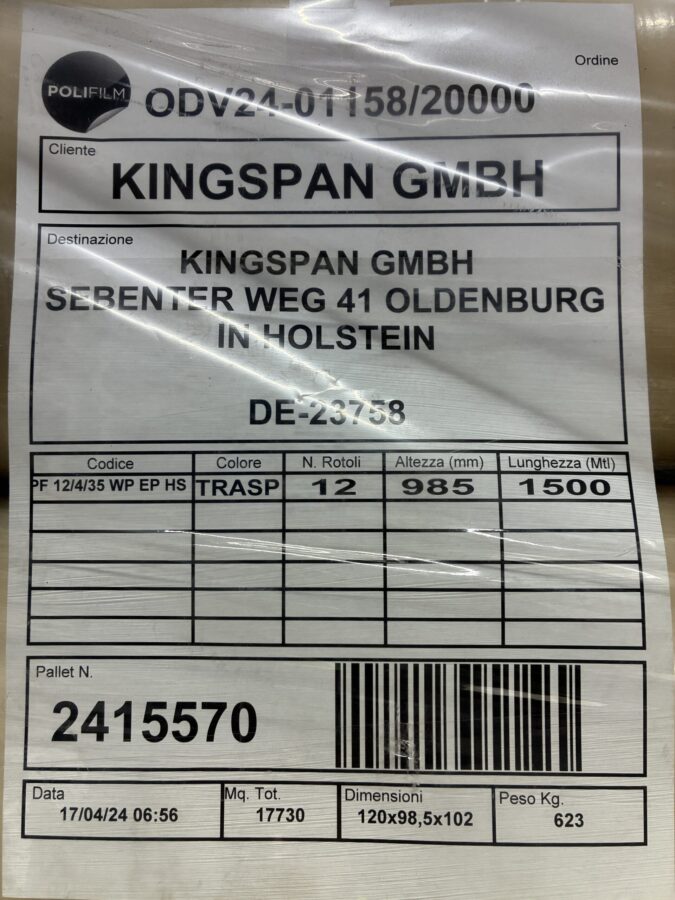 Ordine
POLIFILM
ODV24-01158/20000
Cliente
KINGSPAN GMBH
Destinazione
KINGSPAN GMBH
SEBENTER WEG 41 OLDENBURG
IN HOLSTEIN
DE-23758
Codice Colore N. Rotoli Altezza (mm) Lunghezza (Mtl)
PF 12/4/35 WP EP HS TRASP 12 985 1500
Pallet N.
2415570
Data Mq. Tot. Dimensioni Peso Kg.
17/04/24 06:56 17730 120x98,5x102 623